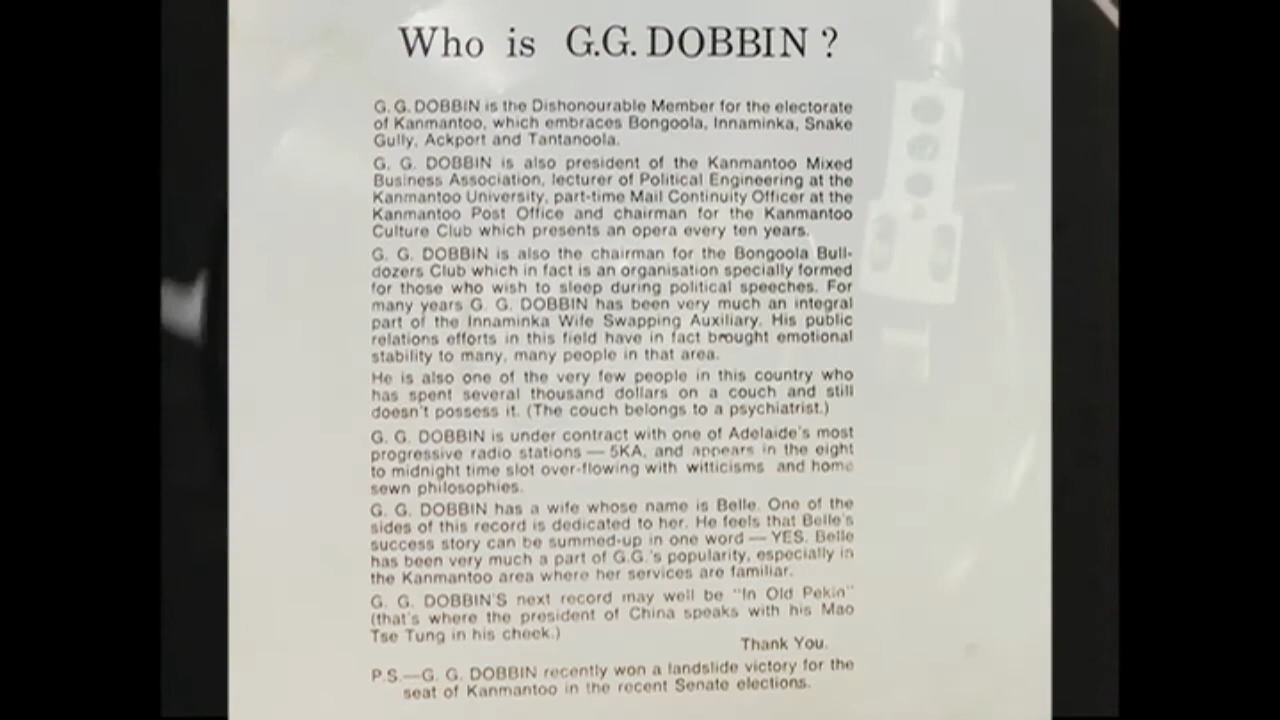 Who is G.G. DOBBIN ?
G. G. DOBBIN is the Dishonourable Member for the electorate
of Kanmantoo, which embraces Bongoola, Innaminka, Snake
Gully, Ackport and Tantanoola.
G. G. DOBBIN is also president of the Kanmantoo Mixed
Business Association, lecturer of Political Engineering at the
Kanmantoo University, part-time Mail Continuity Officer at the
Kanmantoo Post Office and chairman for the Kanmantoo
Culture Club which presents an opera every ten years.
G. G. DOBBIN is also the chairman for the Bongoola Bull-
dozers Club which in fact is an organisation specially formed
for those who wish to sleep during political speeches. For
many years G. G. DOBBIN has been very much an integral
part of the Innaminka Wife Swapping Auxiliary. His public
relations efforts in this field have in fact brought emotional
stability to many, many people in that area.
He is also one of the very few people in this country who
has spent several thousand dollars on a couch and still
doesn't possess it. (The couch belongs to a psychiatrist.)
G. G. DOBBIN is under contract with one of Adelaide's most
progressive radio stations — 5KA, and appears in the eight
to midnight time slot over-flowing with witticisms and home
sewn philosophies.
G. G. DOBBIN has a wife whose name is Belle. One of the
sides of this record is dedicated to her. He feels that Belle's
success story can be summed-up in one word — YES. Belle
has been very much a part of G.G.'s popularity, especially in
the Kanmantoo area where her services are familiar.
G. G. DOBBIN'S next record may well be "In Old Pekin"
(that's where the president of China speaks with his Mao
Tse Tung in his cheek.)
Thank You.
P.S.—G. G. DOBBIN recently won a landslide victory for the
seat of Kanmantoo in the recent Senate elections.